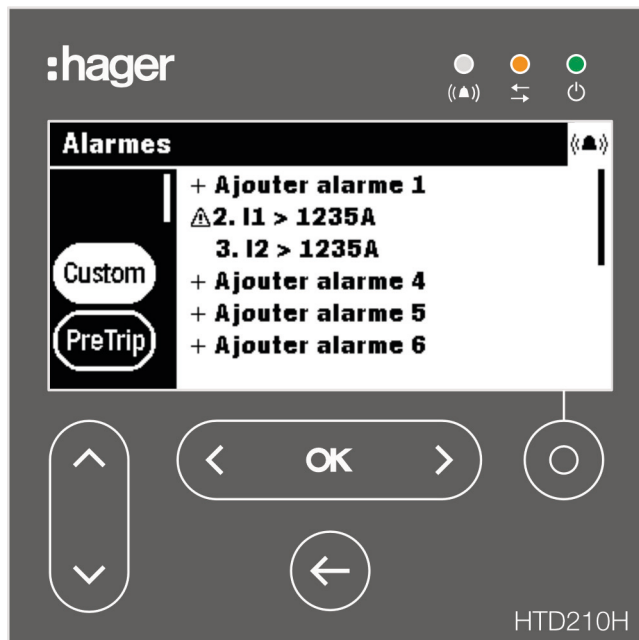 :hager
Alarmes
+ Ajouter alarme 1
2. I1 > 1235A
3. I2 > 1235A
Custom
+ Ajouter alarme 4
+ Ajouter alarme 5
PreTrip
+ Ajouter alarme 6
OK
HTD210H